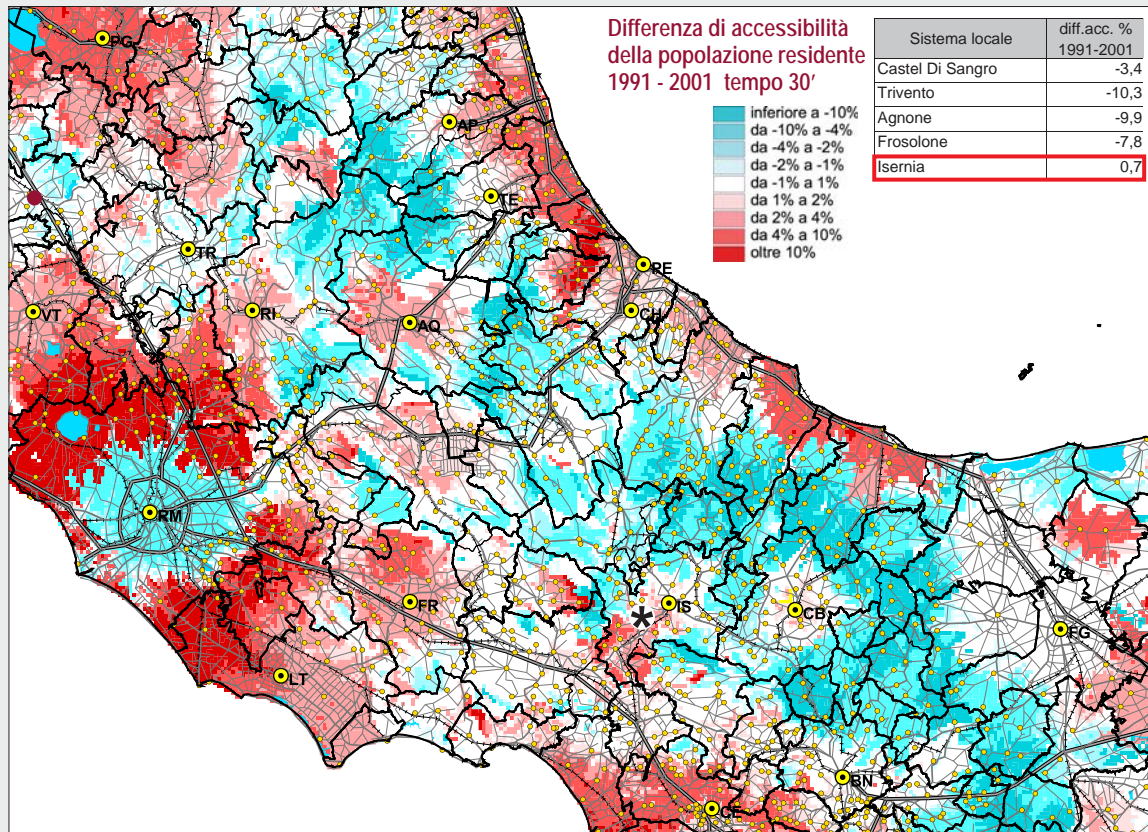 Differenza di accessibilità
della popolazione residente
1991 - 2001 tempo 30'
inferiore a -10%
da -10% a -4%
da -4% a -2%
da -2% a -1%
da -1% a 1%
da 1% a 2%
da 2% a 4%
da 4% a 10%
oltre 10%
Sistema locale diff.acc. % 1991-2001
Castel Di Sangro -3,4
Trivento -10,3
Agnone -9,9
Frosolone -7,8
Isernia 0,7
PG
AP
TE
TR
PE
VT
RI
AQ
CH
RM
FR
*
IS
CB
FG
LT
BN
CE